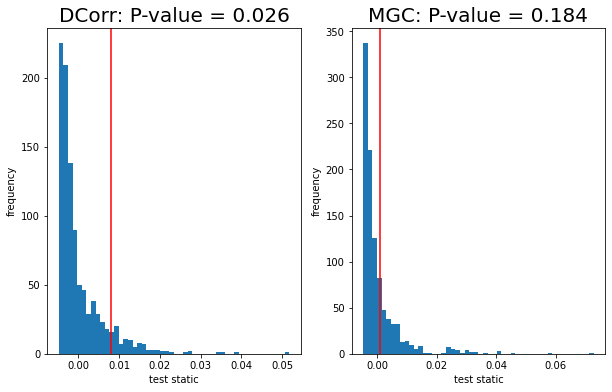 DCorr: P-value = 0.026
MGC: P-value = 0.184
frequency
200
150
100
50
0
0.00 0.01 0.02 0.03 0.04 0.05
test static
frequency
350
300
250
200
150
100
50
0
0.00 0.02 0.04 0.06
test static